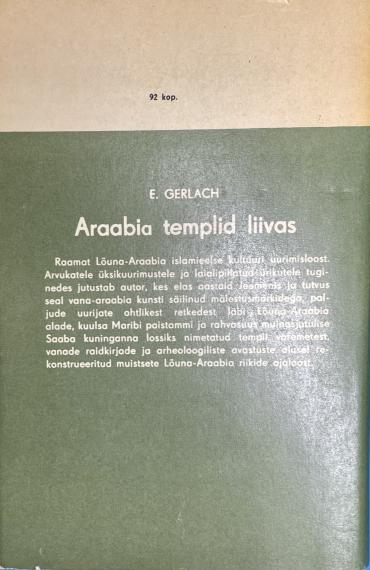 92 kop.
E. GERLACH
Araabia templid liivas
Raamat Lõuna-Araabia islamieelse kultuuri uurimisloost.
Arvukatele üksikuurimustele ja laialipillatud ürikutele tugi-
nedes jutustab autor, kes elas aastaid Jeemenis ja tutvus
seal vana-araabia kunsti säilinud mälestusmärkidega, pal-
jude uurijate ohtlikest retkedest läbi Lõuna-Araabia
alade, kuulsa Maribi paistammi ja rahvasuus muinasjutulise
Saaba kuninganna lossiks nimetatud templi varemetest,
vanade raidkirjade ja arheoloogiliste avastuste alusel re-
konstrueeritud muistsete Lõuna-Araabia riikide ajaloost.